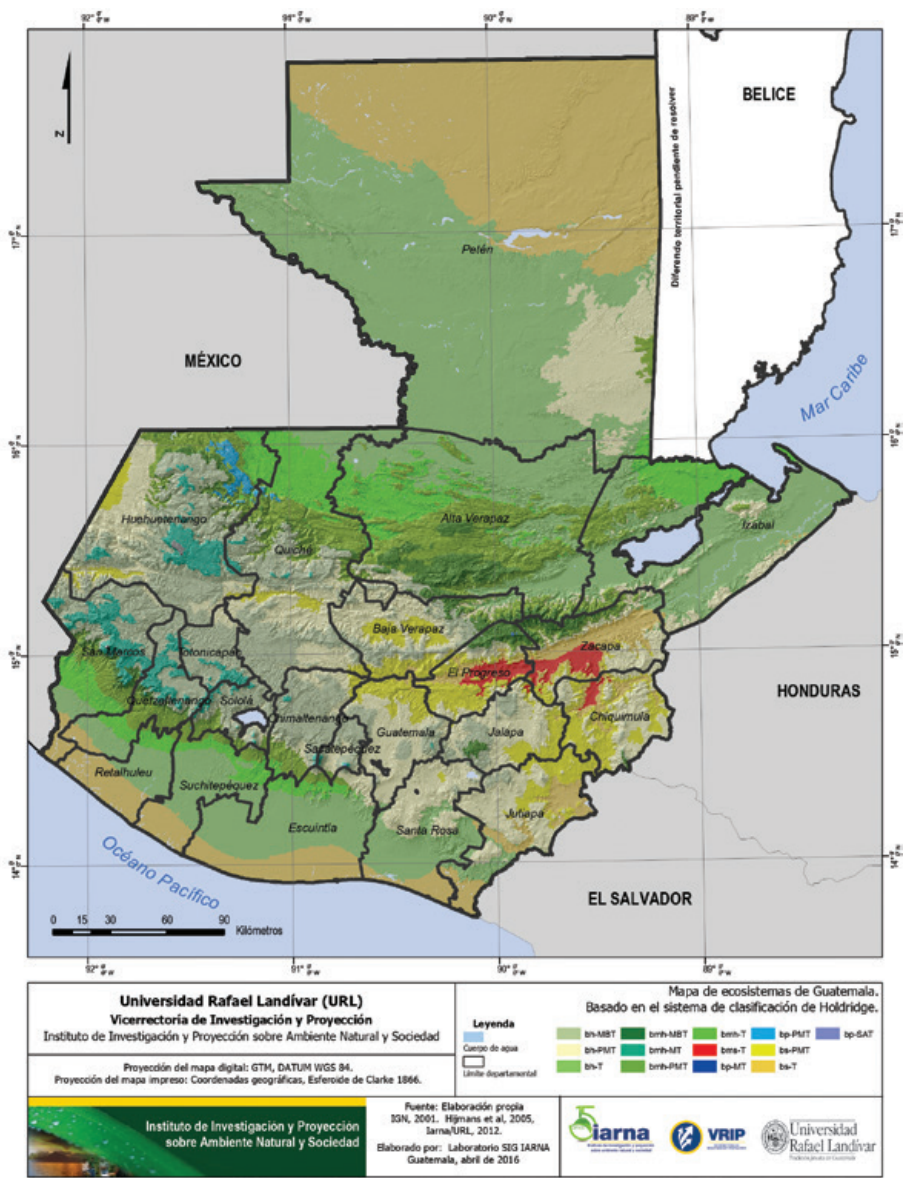 92°0'W
91°0'W
90°0'W
89°0'W
N
BELICE
Diferendo territorial pendiente de resolver
17°0'N
17°0'N
Petén
MÉXICO
Mar Caribe
16°0'N
16°0'N
Huehuetenango
Quiché
Alta Verapaz
Izabal
Baja Verapaz
San Marcos
Totonicapán
El Progreso
Zacapa
15°0'N
15°0'N
Quetzaltenango
Sololá
Chimaltenango
Guatemala
Jalapa
Chiquimula
HONDURAS
Sacatepéquez
Retalhuleu
Suchitepéquez
Escuintla
Santa Rosa
Jutiapa
14°0'N
14°0'N
Océano Pacífico
EL SALVADOR
0 15 30 60 90
Kilómetros
92°0'W
91°0'W
90°0'W
89°0'W
Universidad Rafael Landívar (URL)
Vicerrectoría de Investigación y Proyección
Instituto de Investigación y Proyección sobre Ambiente Natural y Sociedad
Proyección del mapa digital: GTM, DATUM WGS 84.
Proyección del mapa impreso: Coordenadas geográficas, Esferoide de Clarke 1866.
Mapa de ecosistemas de Guatemala.
Basado en el sistema de clasificación de Holdridge.
Leyenda
Cuerpo de agua
Límite departamental
bh-MBT bmh-MBT bmh-T bp-PMT bp-SAT
bh-PMT bmh-MT bms-T bs-PMT
bh-T bmh-PMT bp-MT bs-T
Instituto de Investigación y Proyección
sobre Ambiente Natural y Sociedad
Fuente: Elaboración propia
IGN, 2001. Hijmans et al, 2005,
Iarna/URL, 2012.
Elaborado por: Laboratorio SIG IARNA
Guatemala, abril de 2016
iarna
VRIP
Universidad
Rafael Landívar